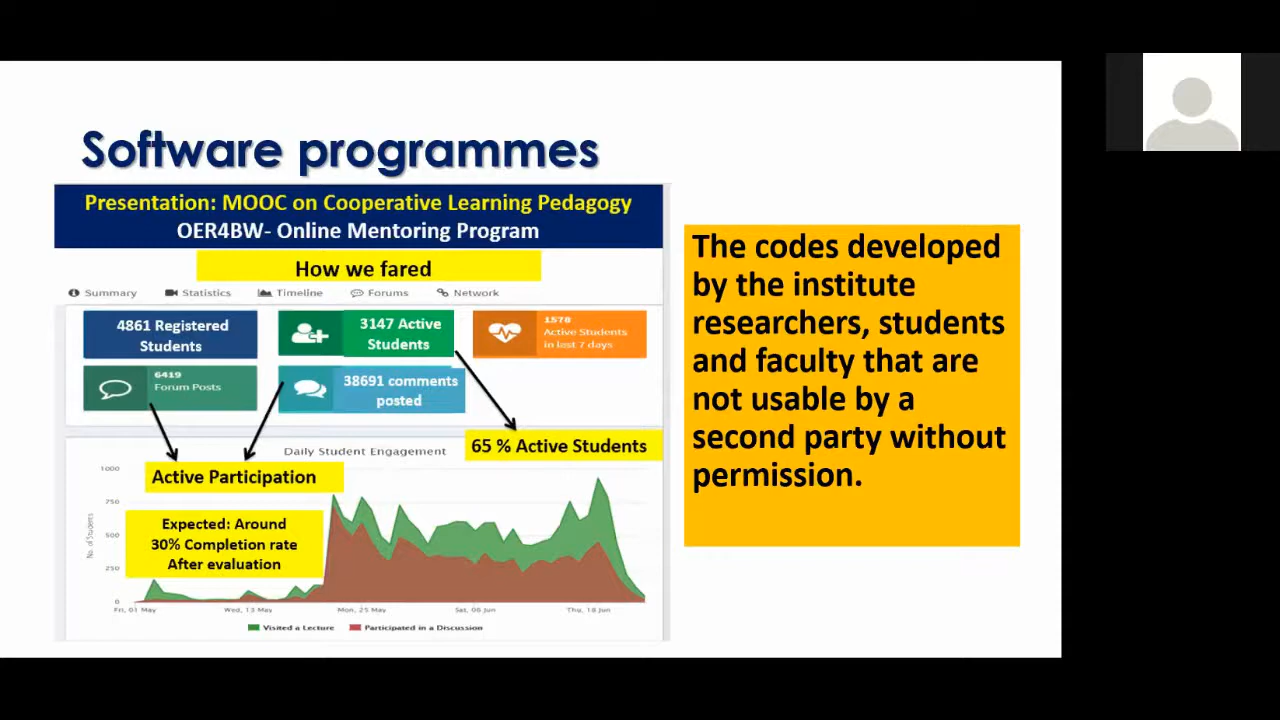 Software programmes
Presentation: MOOC on Cooperative Learning Pedagogy
OER4BW- Online Mentoring Program
How we fared
Summary
Statistics
Timeline
Forums
Network
4861 Registered
Students
3147 Active
Students
1578
Active Students
in last 7 days
6419
Forum Posts
38691 comments
posted
65 % Active Students
Daily Student Engagement
Active Participation
Expected: Around
30% Completion rate
After evaluation
No. of Students
1000
750
500
250
0
Fri, 01 May
Wed, 13 May
Mon, 25 May
Sat, 06 Jun
Thu, 18 Jun
Visited a Lecture
Participated in a Discussion
The codes developed
by the institute
researchers, students
and faculty that are
not usable by a
second party without
permission.